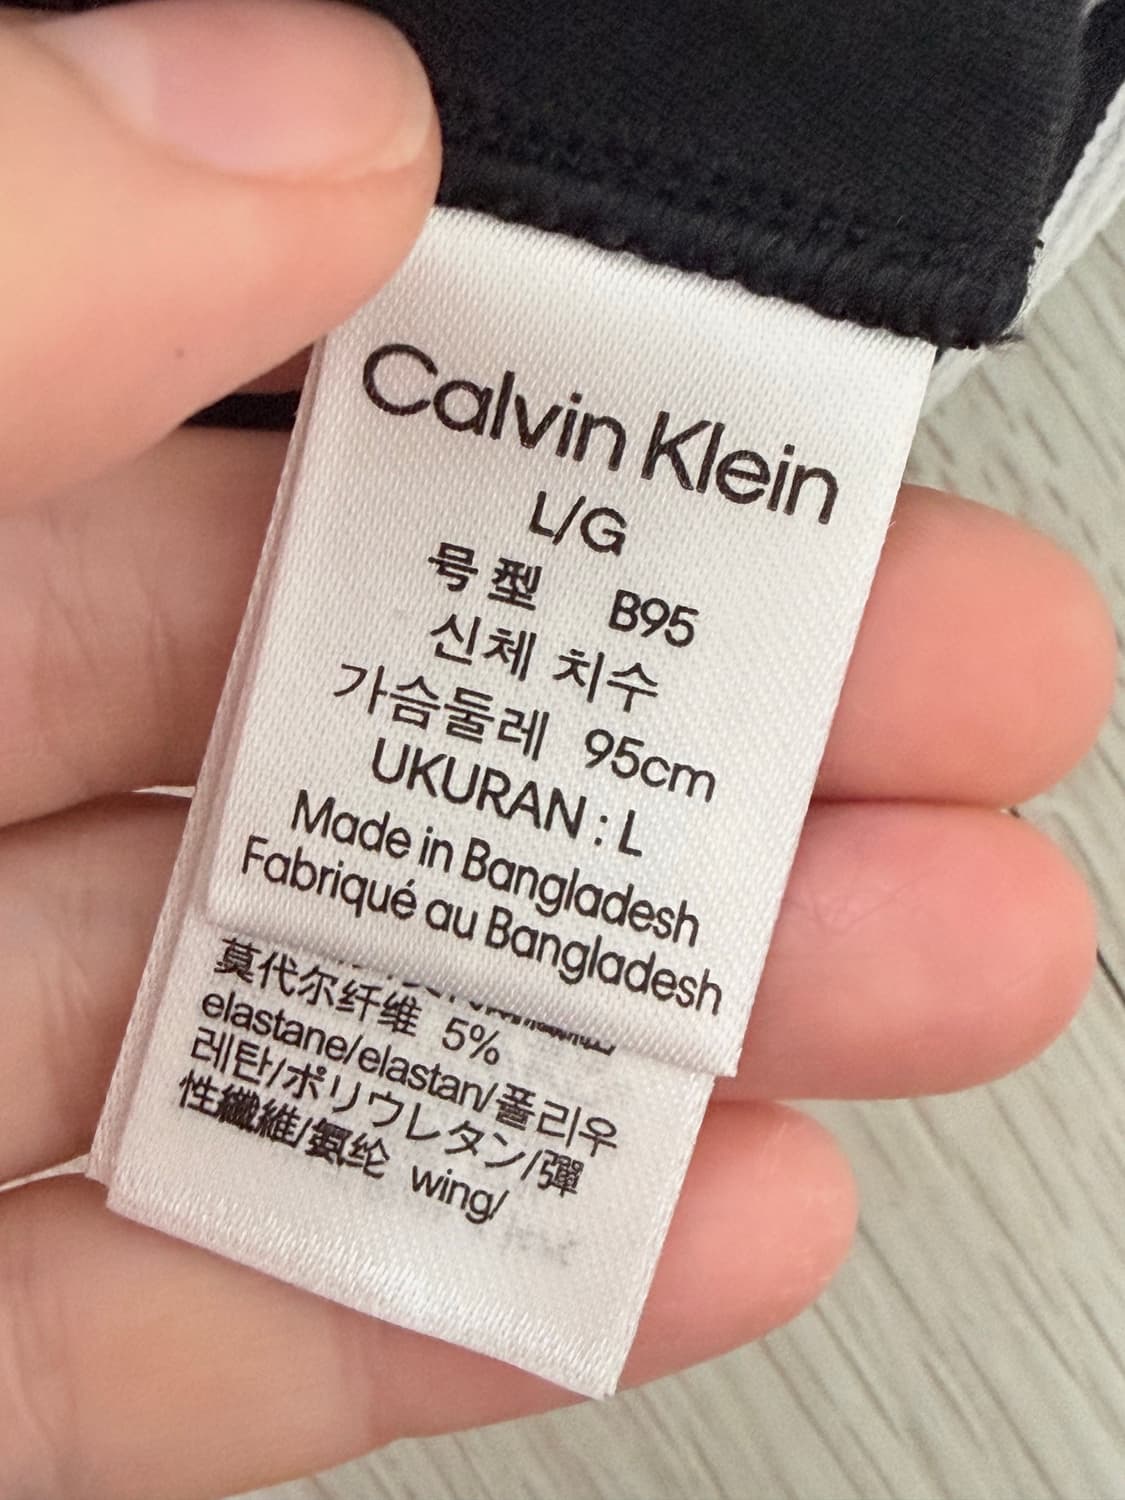 Calvin Klein
L/G
号型 B95
신체 치수
가슴둘레 95cm
UKURAN : L
Made in Bangladesh
Fabriqué au Bangladesh
莫代尔纤维 5%
elastane/elastan/폴리우
레탄/ポリウレタン/彈
性纖維/氨纶 wing/